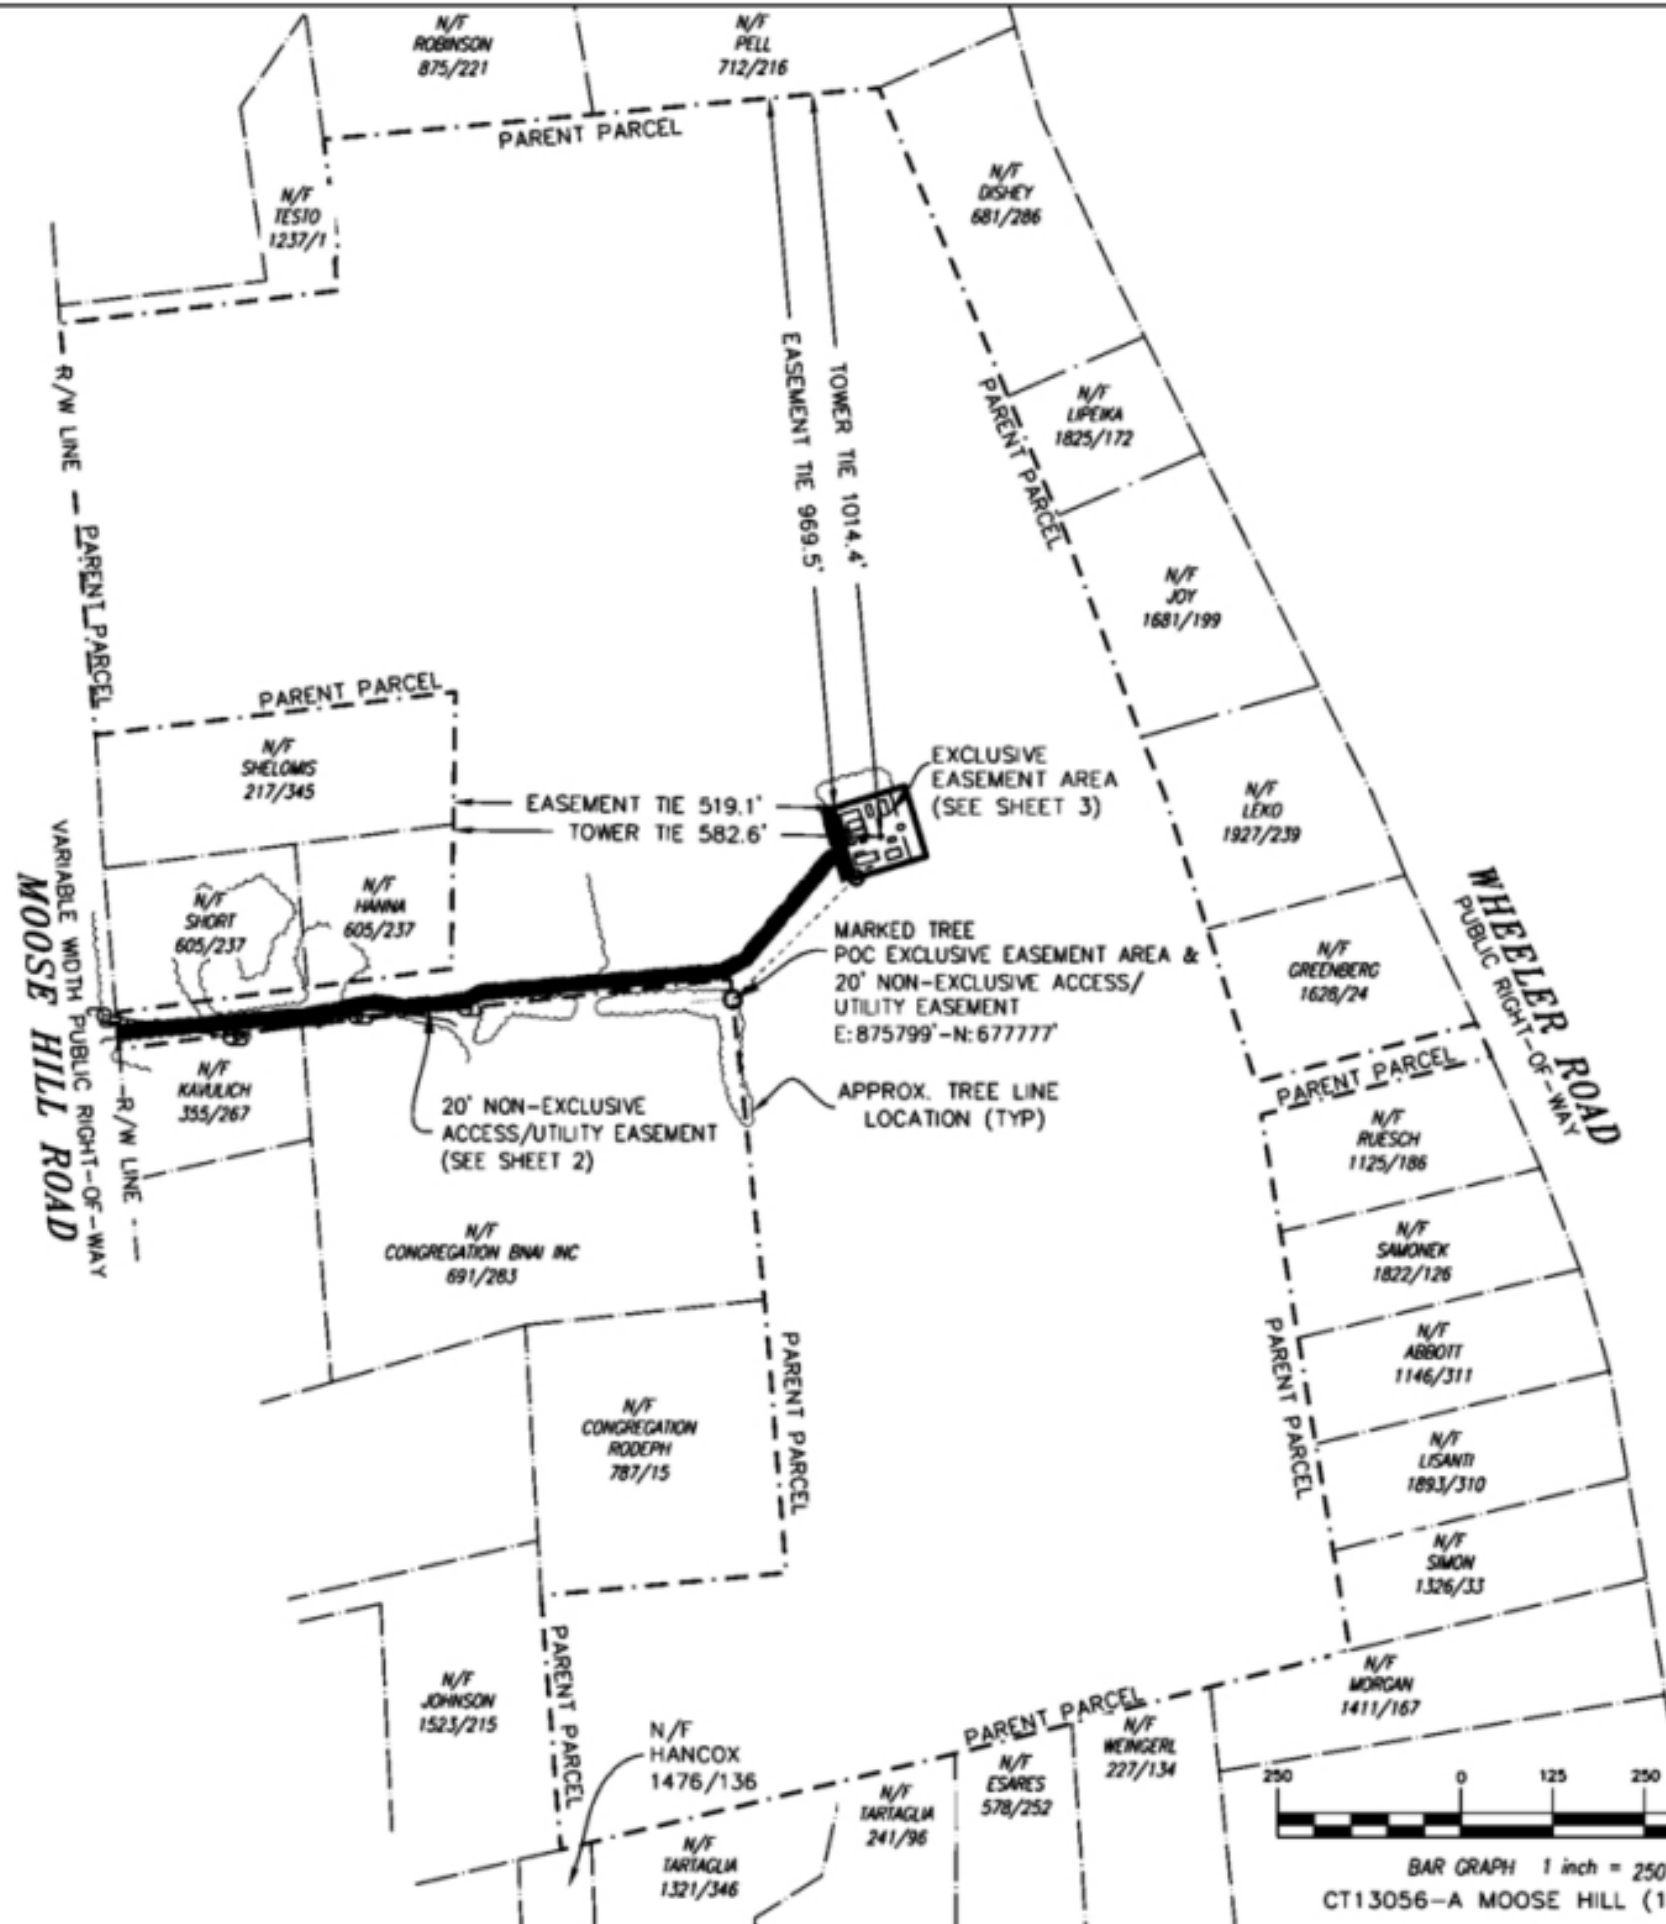 N/F
ROBINSON
875/221
N/F
PELL
712/216
PARENT PARCEL
N/F
TESTO
1237/1
N/F
DISHEY
681/286
EASEMENT TIE 969.5'
TOWER TIE 1014.4'
R/W LINE
PARENT PARCEL
PARENT PARCEL
N/F
LIPEIKA
1825/172
N/F
JOY
1681/199
PARENT PARCEL
N/F
SHELOMIS
217/345
EASEMENT TIE 519.1'
TOWER TIE 582.6'
EXCLUSIVE
EASEMENT AREA
(SEE SHEET 3)
N/F
LEKO
1927/239
N/F
SHORT
605/237
N/F
HANNA
605/237
VARIABLE WIDTH PUBLIC RIGHT-OF-WAY
MOOSE HILL ROAD
MARKED TREE
POC EXCLUSIVE EASEMENT AREA &
20' NON-EXCLUSIVE ACCESS/
UTILITY EASEMENT
E: 875799'-N: 677777'
N/F
GREENBERG
1628/24
WHEELER ROAD
PUBLIC RIGHT-OF-WAY
N/F
KAVULICH
355/267
R/W LINE
20' NON-EXCLUSIVE
ACCESS/UTILITY EASEMENT
(SEE SHEET 2)
APPROX. TREE LINE
LOCATION (TYP)
PARENT PARCEL
N/F
RUESCH
1125/186
N/F
CONGREGATION BNAI INC
691/283
N/F
SAMONEK
1822/126
PARENT PARCEL
PARENT PARCEL
N/F
ABBOTT
1146/311
N/F
CONGREGATION
RODEPH
787/15
N/F
LISANTI
1893/310
N/F
SIMON
1326/33
N/F
JOHNSON
1523/215
PARENT PARCEL
N/F
HANCOX
1476/136
PARENT PARCEL
N/F
MORGAN
1411/167
N/F
WEINGERL
227/134
N/F
ESARES
578/252
N/F
TARTAGLIA
241/96
N/F
TARTAGLIA
1321/346
250 0 125 250
BAR GRAPH 1 inch = 250
CT13056-A MOOSE HILL (1